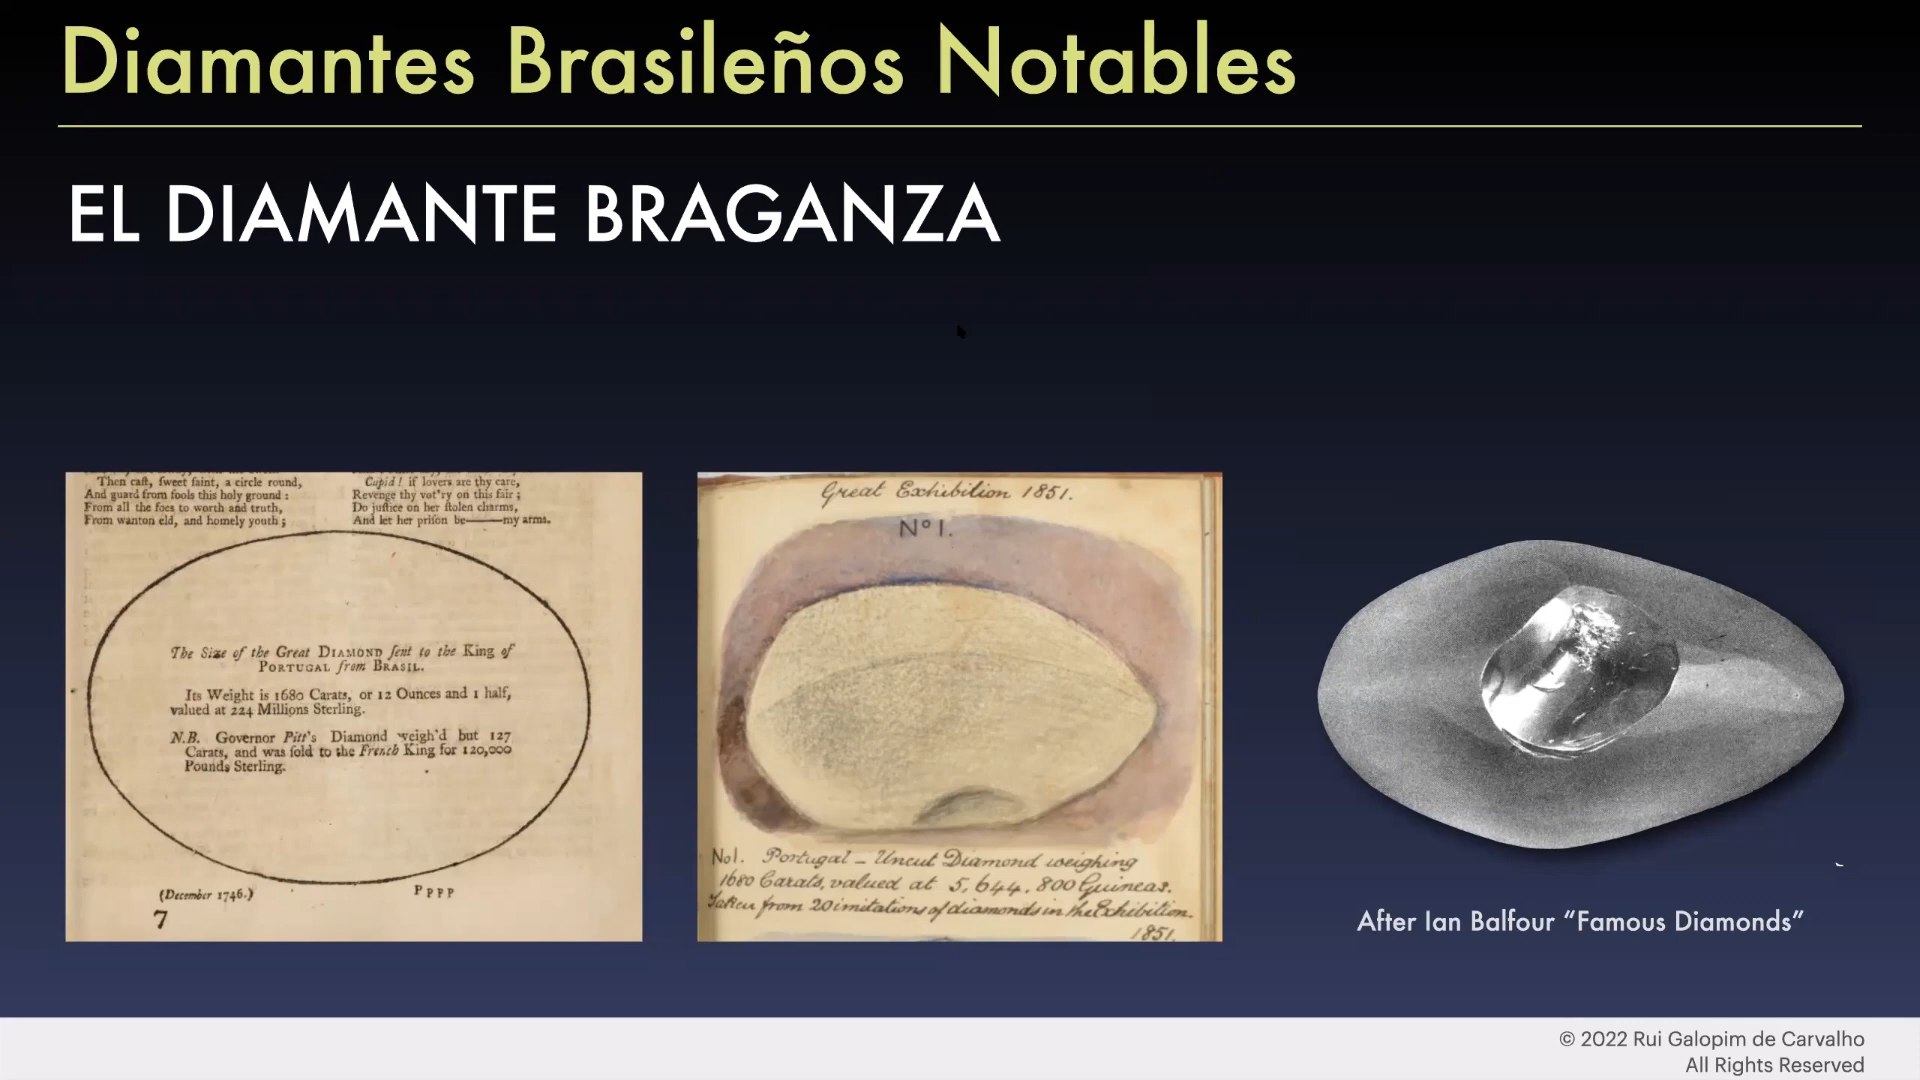 Diamantes Brasileños Notables
EL DIAMANTE BRAGANZA
Then caſt, ſweet ſaint, a circle round,
And guard from fools this holy ground :
From all the foes to worth and truth,
From wanton eld, and homely youth ;
Cupid ! if lovers are thy care,
Revenge thy vot'ry on this fair ;
Do juſtice on her ſtolen charms,
And let her priſon be——my arms.
The Size of the Great DIAMOND ſent to the King of
PORTUGAL from BRASIL.
Its Weight is 1680 Carats, or 12 Ounces and 1 half,
valued at 224 Millions Sterling.
N.B. Governor Pitt's Diamond weigh'd but 127
Carats, and was ſold to the French King for 120,000
Pounds Sterling.
(December 1746.) PPPP
7
Great Exhibition 1851.
Nº 1.
No1. Portugal – Uncut Diamond weighing
1680 Carats, valued at 5,644,800 Guineas.
Taken from 20 imitations of diamonds in the Exhibition.
1851.
After Ian Balfour “Famous Diamonds”
© 2022 Rui Galopim de Carvalho
All Rights Reserved